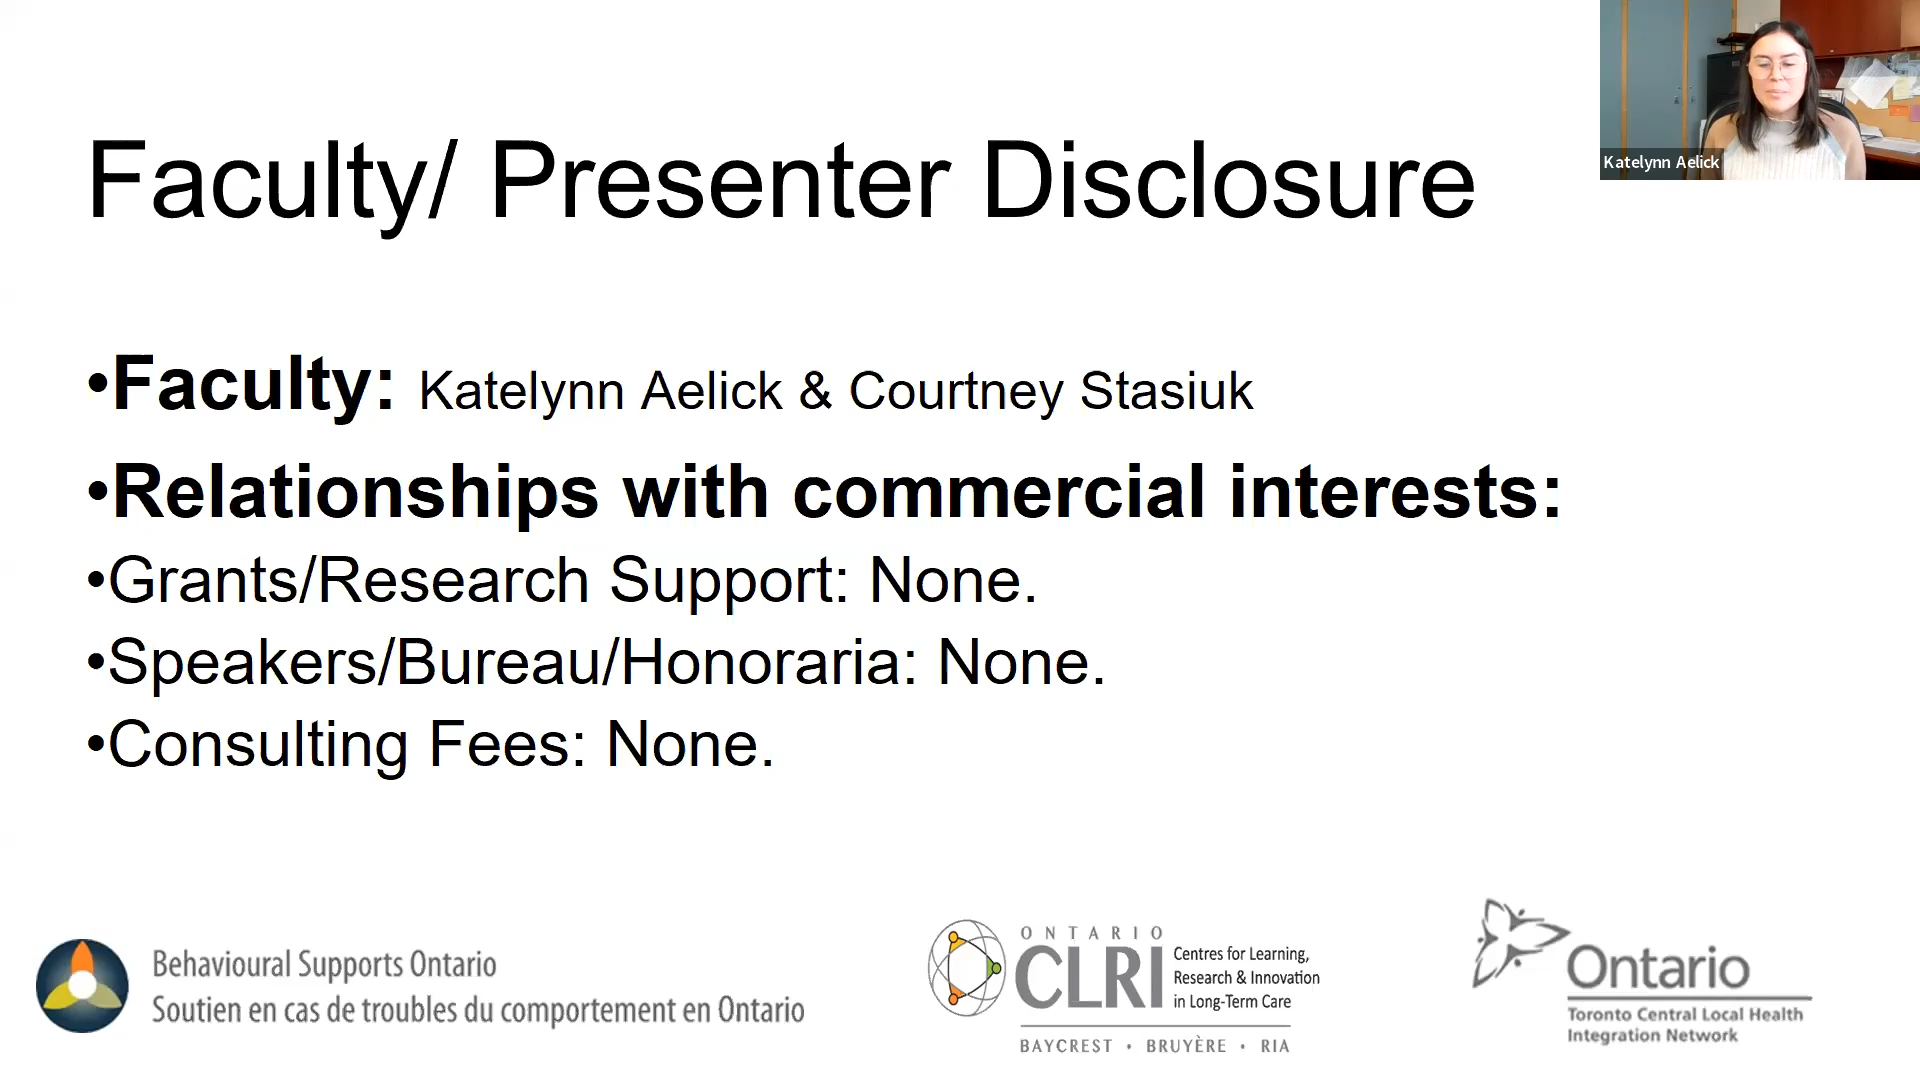 Faculty/ Presenter Disclosure
Katelynn Aelick
•Faculty: Katelynn Aelick & Courtney Stasiuk
•Relationships with commercial interests:
•Grants/Research Support: None.
•Speakers/Bureau/Honoraria: None.
•Consulting Fees: None.
Behavioural Supports Ontario
Soutien en cas de troubles du comportement en Ontario
ONTARIO
CLRI
Centres for Learning,
Research & Innovation
in Long-Term Care
BAYCREST • BRUYÈRE • RIA
Ontario
Toronto Central Local Health
Integration Network